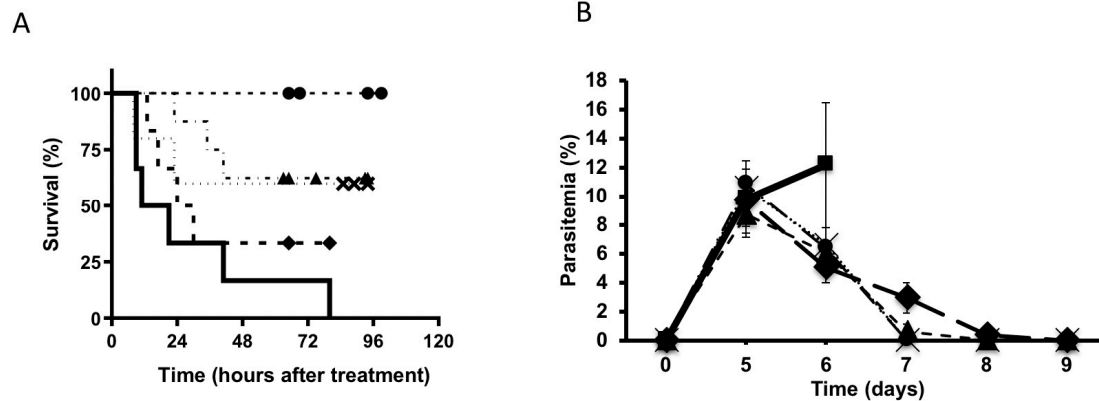 A
Survival (%)
100
75
50
25
0
0 24 48 72 96 120
Time (hours after treatment)
B
Parasitemia (%)
18
16
14
12
10
8
6
4
2
0
0 5 6 7 8 9
Time (days)